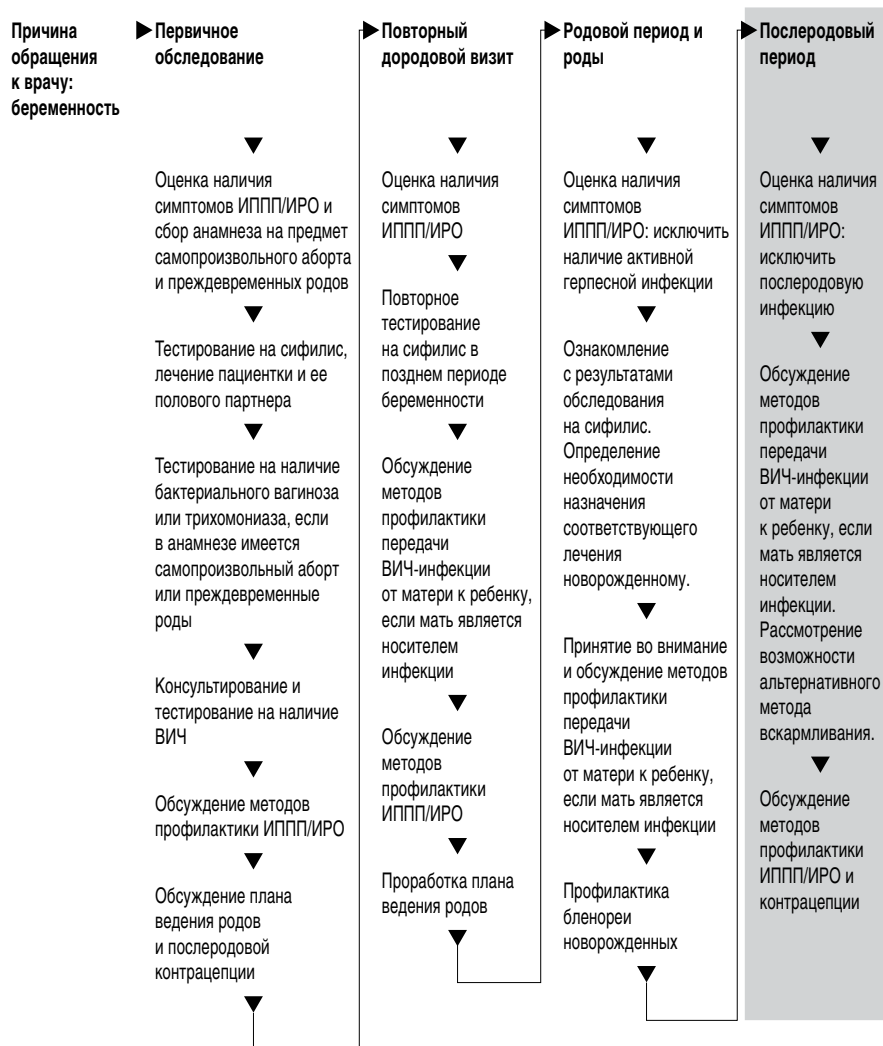 Причина
обращения
к врачу:
беременность
Первичное
обследование
Оценка наличия
симптомов ИППП/ИРО и
сбор анамнеза на предмет
самопроизвольного аборта
и преждевременных родов
Тестирование на сифилис,
лечение пациентки и ее
полового партнера
Тестирование на наличие
бактериального вагиноза
или трихомониаза, если
в анамнезе имеется
самопроизвольный аборт
или преждевременные
роды
Консультирование и
тестирование на наличие
ВИЧ
Обсуждение методов
профилактики ИППП/ИРО
Обсуждение плана
ведения родов
и послеродовой
контрацепции
Повторный
дородовой визит
Оценка наличия
симптомов
ИППП/ИРО
Повторное
тестирование
на сифилис в
позднем периоде
беременности
Обсуждение
методов
профилактики
передачи
ВИЧ-инфекции
от матери к ребенку,
если мать является
носителем
инфекции
Обсуждение
методов
профилактики
ИППП/ИРО
Проработка плана
ведения родов
Родовой период и
роды
Оценка наличия
симптомов
ИППП/ИРО: исключить
наличие активной
герпесной инфекции
Ознакомление
с результатами
обследования
на сифилис.
Определение
необходимости
назначения
соответствующего
лечения
новорожденному.
Принятие во внимание
и обсуждение методов
профилактики
передачи
ВИЧ-инфекции
от матери к ребенку,
если мать является
носителем инфекции
Профилактика
бленореи
новорожденных
Послеродовый
период
Оценка наличия
симптомов
ИППП/ИРО:
исключить
послеродовую
инфекцию
Обсуждение
методов
профилактики
передачи
ВИЧ-инфекции
от матери
к ребенку, если
мать является
носителем
инфекции.
Рассмотрение
возможности
альтернативного
метода
вскармливания.
Обсуждение
методов
профилактики
ИППП/ИРО и
контрацепции